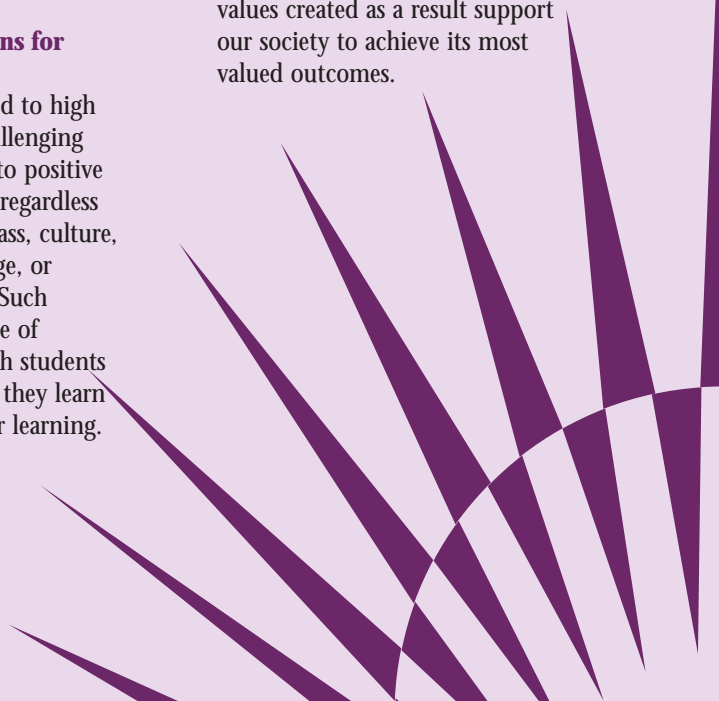 ns for
d to high
llenging
to positive
regardless
ass, culture,
ge, or
Such
e of
h students
they learn
r learning.
values created as a result support
our society to achieve its most
valued outcomes.